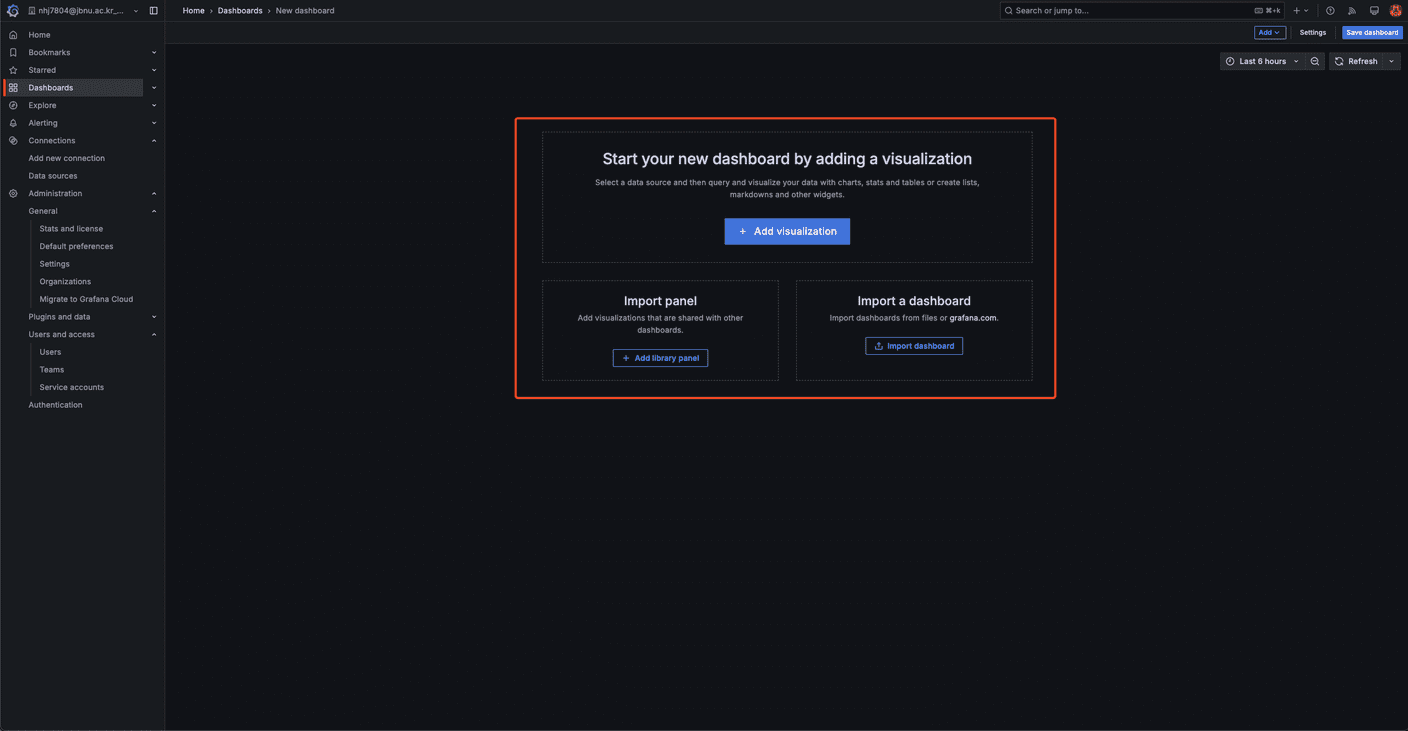 nhj7804@jbnu.ac.kr_...
Home › Dashboards › New dashboard
Search or jump to...
⌘+k
Add
Settings
Save dashboard
Last 6 hours
Refresh
Home
Bookmarks
Starred
Dashboards
Explore
Alerting
Connections
Add new connection
Data sources
Administration
General
Stats and license
Default preferences
Settings
Organizations
Migrate to Grafana Cloud
Plugins and data
Users and access
Users
Teams
Service accounts
Authentication
Start your new dashboard by adding a visualization
Select a data source and then query and visualize your data with charts, stats and tables or create lists,
markdowns and other widgets.
+ Add visualization
Import panel
Add visualizations that are shared with other
dashboards.
+ Add library panel
Import a dashboard
Import dashboards from files or grafana.com.
Import dashboard